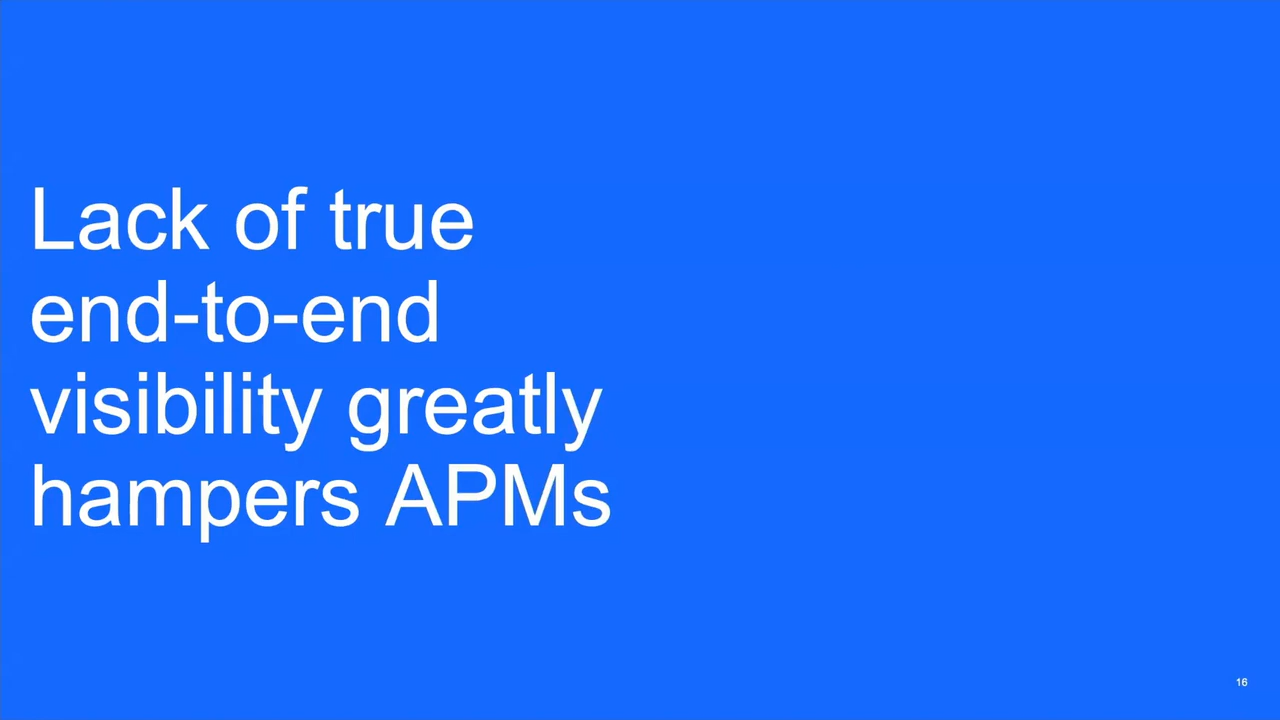 Lack of true
end-to-end
visibility greatly
hampers APMs
16